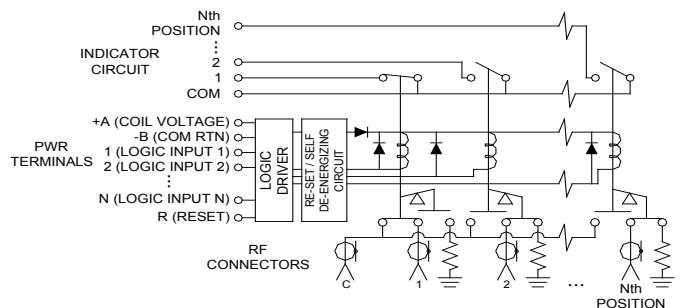 Nth
POSITION
⋮
INDICATOR
CIRCUIT
2
1
COM
+A (COIL VOLTAGE)
-B (COM RTN)
PWR
TERMINALS
1 (LOGIC INPUT 1)
2 (LOGIC INPUT 2)
⋮
N (LOGIC INPUT N)
R (RESET)
LOGIC
DRIVER
RE-SET / SELF
DE-ENERGIZING
CIRCUIT
RF
CONNECTORS
C
1
2
...
Nth
POSITION